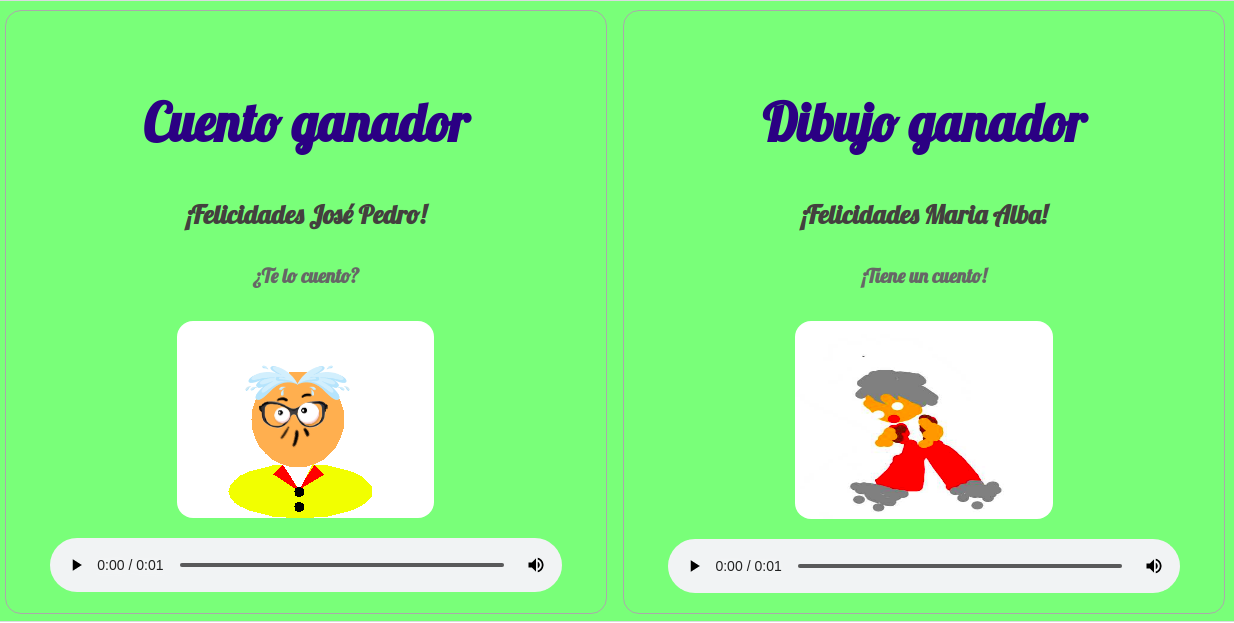 Cuento ganador
¡Felicidades José Pedro!
¿Te lo cuento?
0:00 / 0:01
Dibujo ganador
¡Felicidades Maria Alba!
¡Tiene un cuento!
0:00 / 0:01